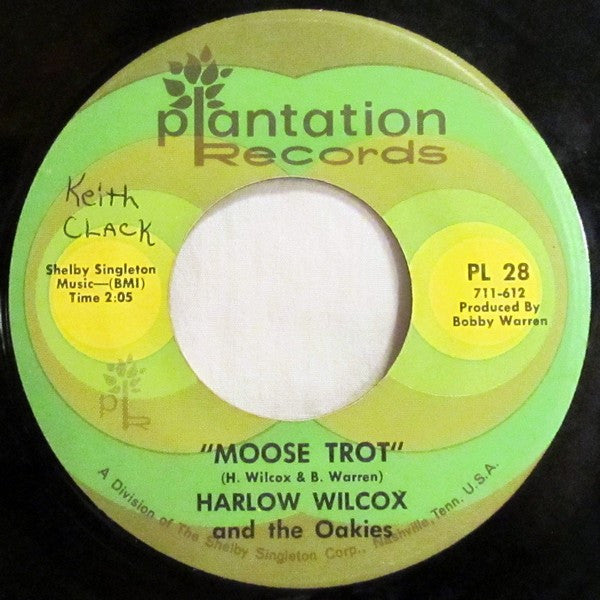 plantation
Records
Keith
CLACK
Shelby Singleton
Music—(BMI)
Time 2:05
PL 28
711-612
Produced By
Bobby Warren
pR
"MOOSE TROT"
(H. Wilcox & B. Warren)
HARLOW WILCOX
and the Oakies
A Division of The Shelby Singleton Corp., Nashville, Tenn. U.S.A.